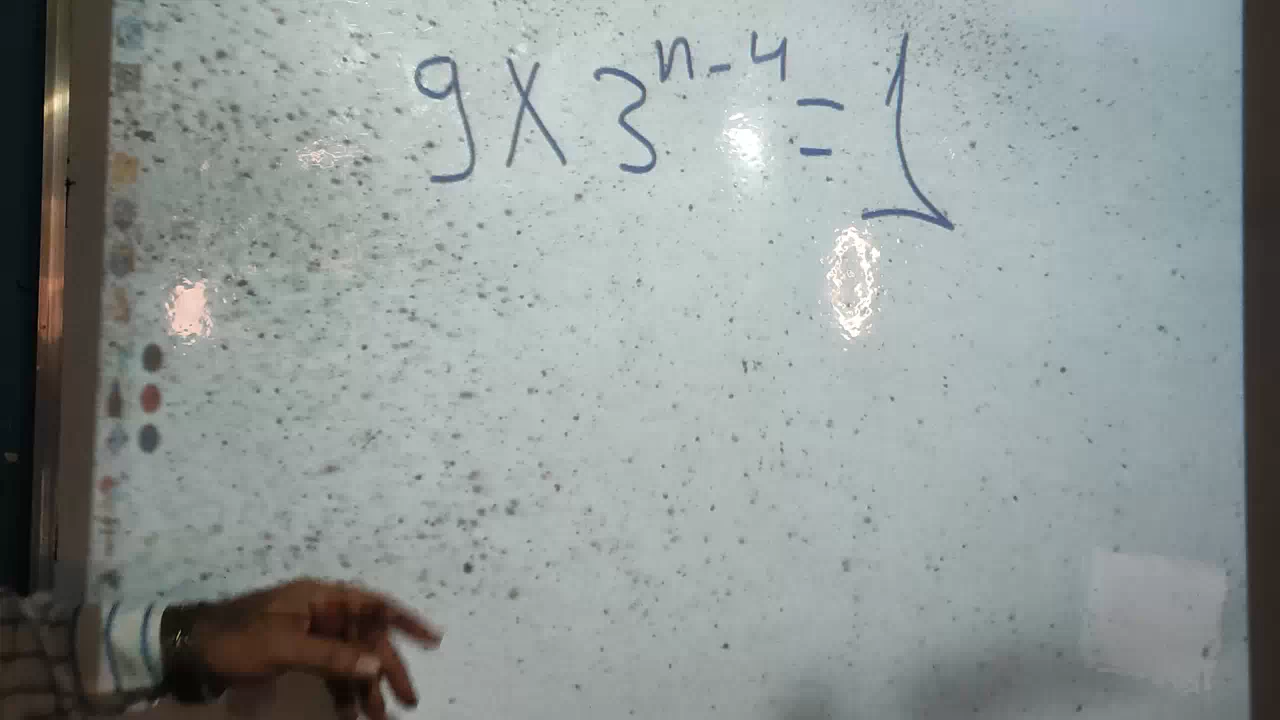 9 X 3^{n-4} = 1